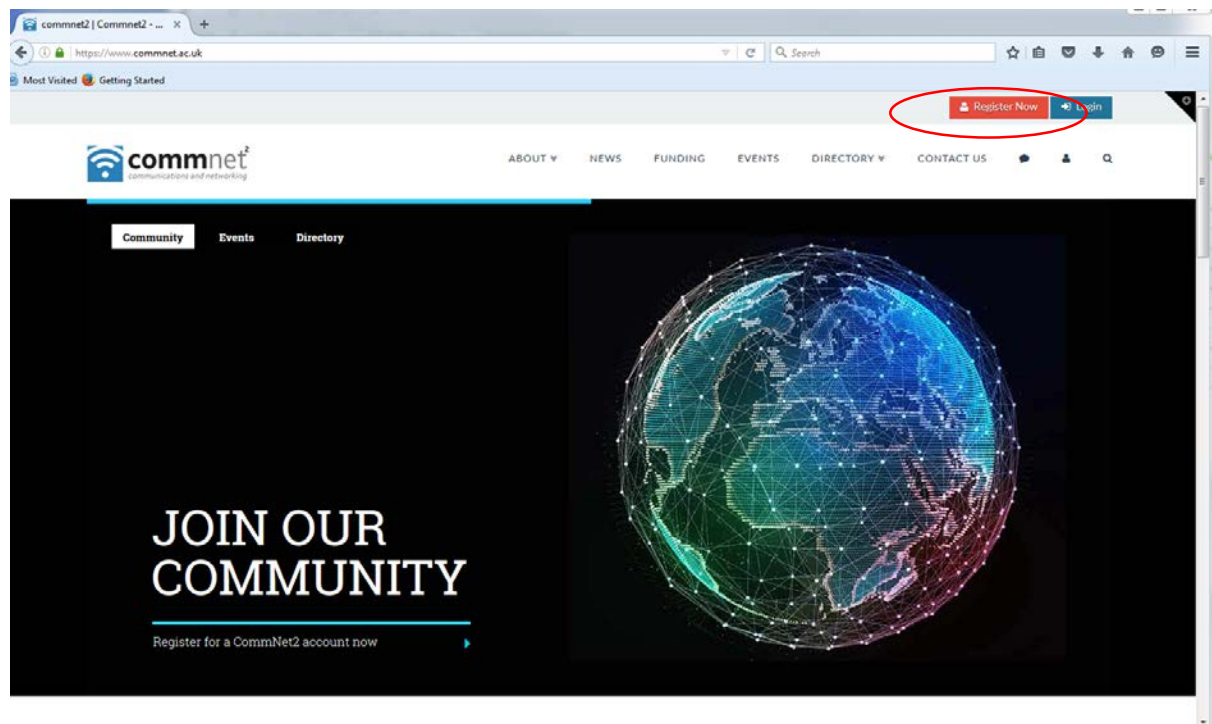 commnet2 | Commnet2 - ...
https://www.commnet.ac.uk
Search
Most Visited
Getting Started
Register Now
Login
commnet²
communications and networking
ABOUT
NEWS
FUNDING
EVENTS
DIRECTORY
CONTACT US
Community
Events
Directory
JOIN OUR
COMMUNITY
Register for a CommNet2 account now